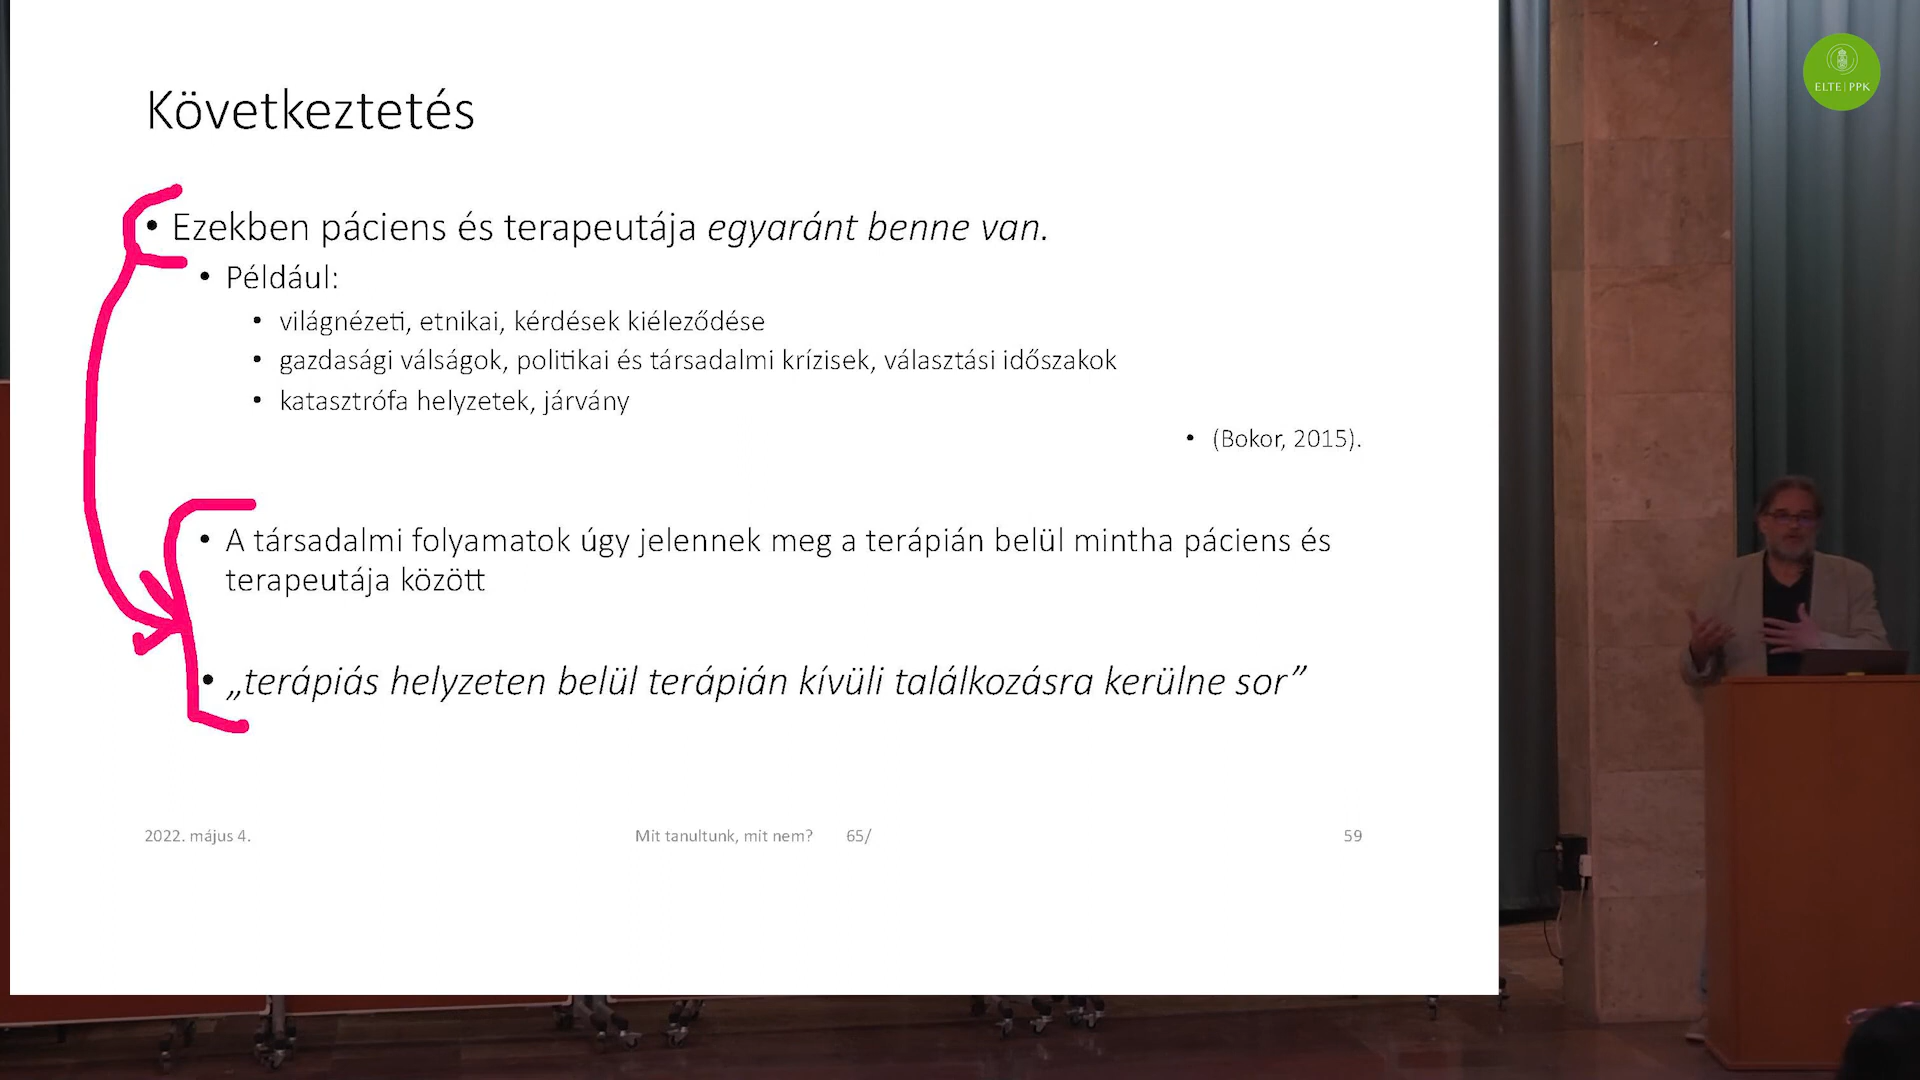 Következtetés
• Ezekben páciens és terapeutája egyaránt benne van.
• Például:
• világnézeti, etnikai, kérdések kiéleződése
• gazdasági válságok, politikai és társadalmi krízisek, választási időszakok
• katasztrófa helyzetek, járvány
• (Bokor, 2015).
• A társadalmi folyamatok úgy jelennek meg a terápián belül mintha páciens és
terapeutája között
• „terápiás helyzeten belül terápián kívüli találkozásra kerülne sor”
2022. május 4.
Mit tanultunk, mit nem? 65/
59
ELTE | PPK